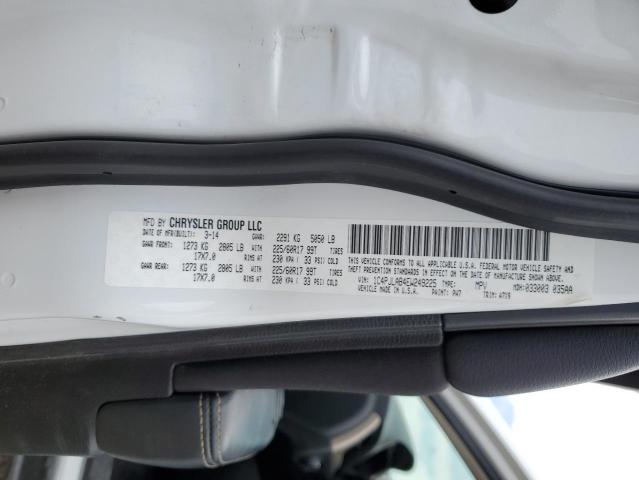 MFD BY CHRYSLER GROUP LLC
DATE OF MFR/BUILT: 3-14 GVWR: 2291 KG 5050 LB
GAWR FRONT: 1273 KG 2805 LB WITH 225/60R17 99T TIRES
17X7.0 RIMS AT 230 KPA ( 33 PSI) COLD
GAWR REAR: 1273 KG 2805 LB WITH 225/60R17 99T TIRES
17X7.0 RIMS AT 230 KPA ( 33 PSI) COLD
THIS VEHICLE CONFORMS TO ALL APPLICABLE U.S.A. FEDERAL MOTOR VEHICLE SAFETY AND
THEFT PREVENTION STANDARDS IN EFFECT ON THE DATE OF MANUFACTURE SHOWN ABOVE.
VEHICLE MADE IN U.S.A.
VIN: 1C4PJLAB4EW249225 TYPE: MPV MDH: 033003 035AA
PAINT: PW7 TRIM: